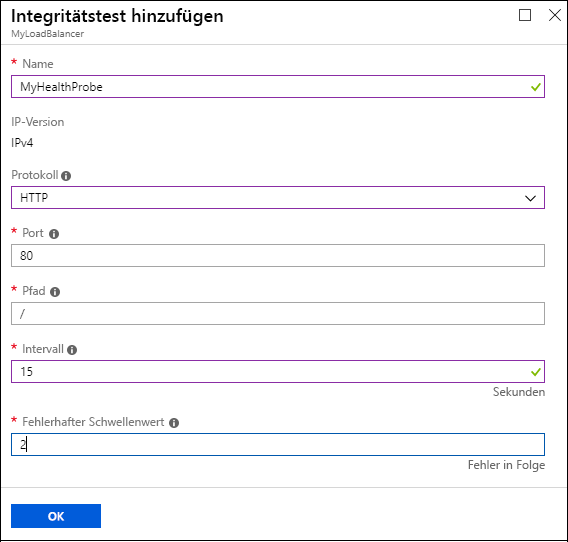 Integritätstest hinzufügen
MyLoadBalancer
* Name
MyHealthProbe
IP-Version
IPv4
Protokoll
HTTP
* Port
80
* Pfad
/
* Intervall
15
Sekunden
* Fehlerhafter Schwellenwert
2
Fehler in Folge
OK